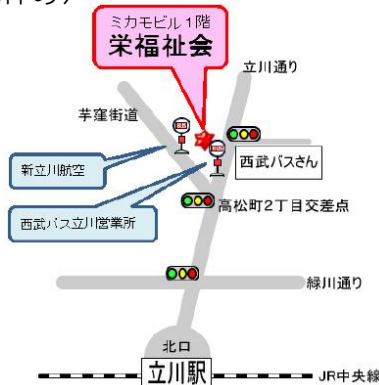 ミカモビル1階
栄福祉会
立川通り
芋窪街道
新立川航空
西武バスさん
西武バス立川営業所
高松町2丁目交差点
緑川通り
北口
立川駅
JR中央線